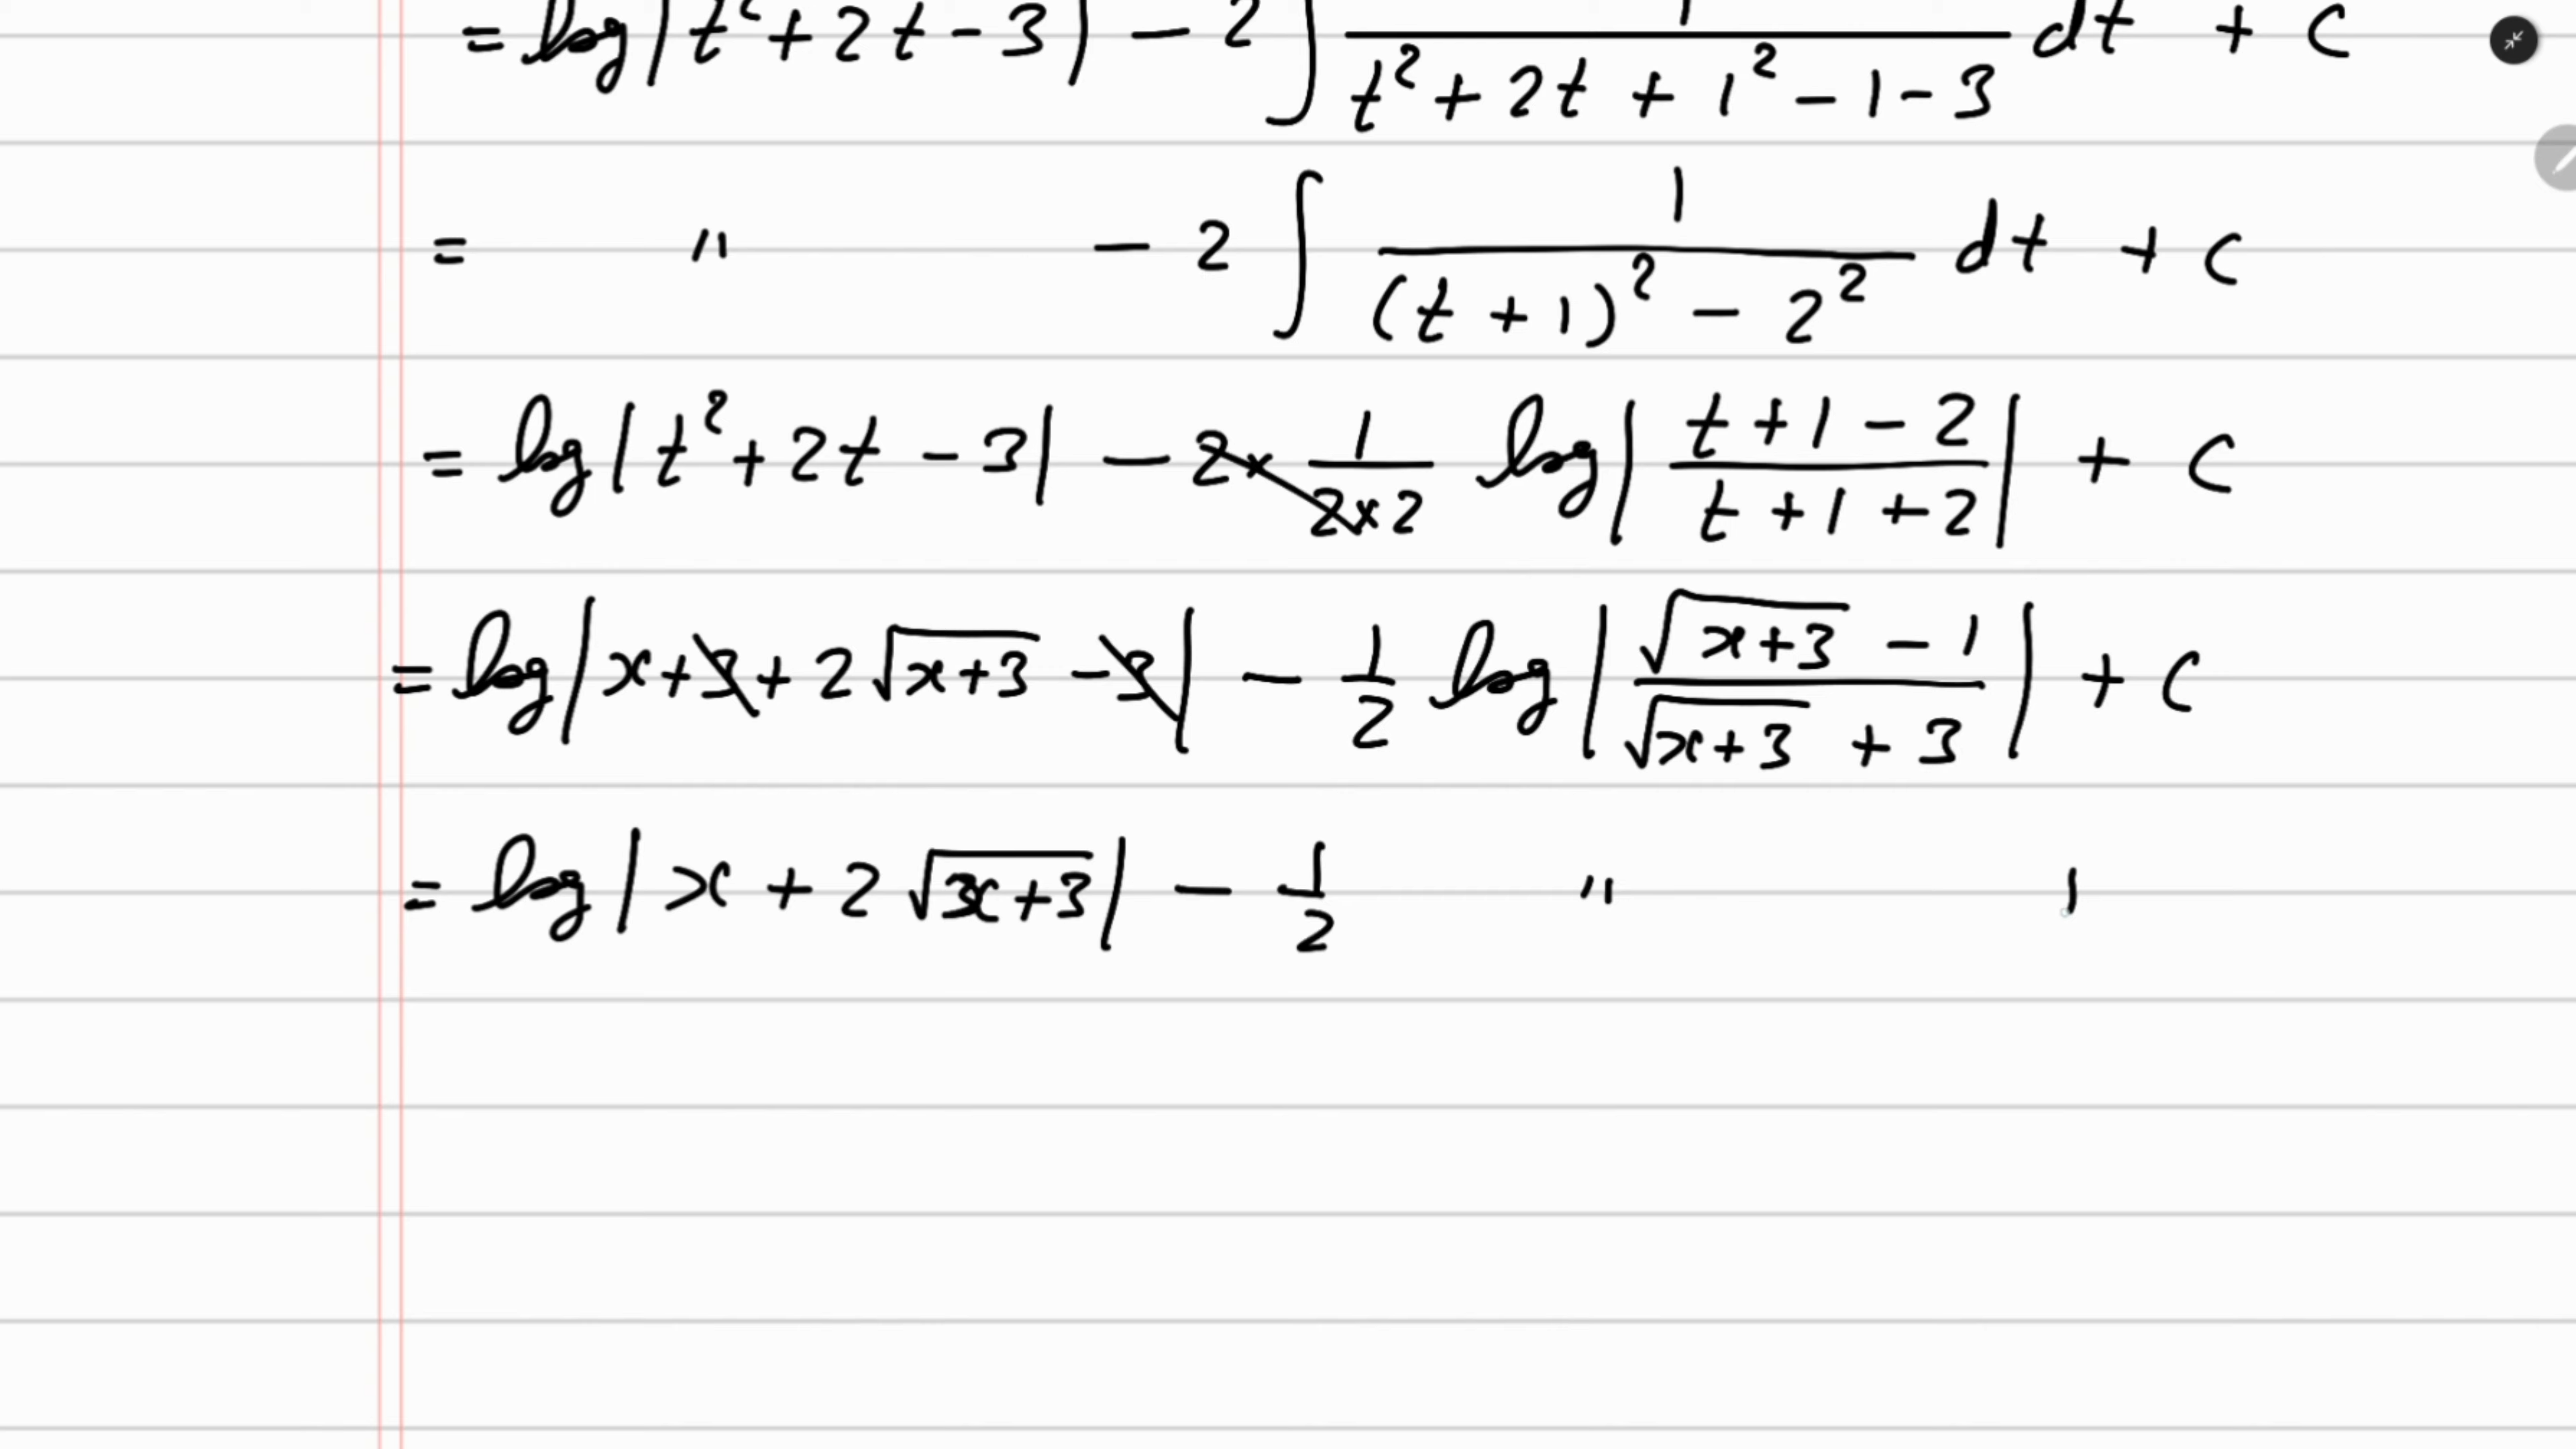 = log|t² + 2t - 3| - 2 ∫ 1/(t² + 2t + 1² - 1 - 3) dt + C
= " - 2 ∫ 1/((t + 1)² - 2²) dt + C
= log|t² + 2t - 3| - 2 × 1/(2×2) log|(t + 1 - 2)/(t + 1 + 2)| + C
= log|x + 3 + 2√(x+3) - 3| - 1/2 log|(√(x+3) - 1)/(√(x+3) + 3)| + C
= log|x + 2√(x+3)| - 1/2 "